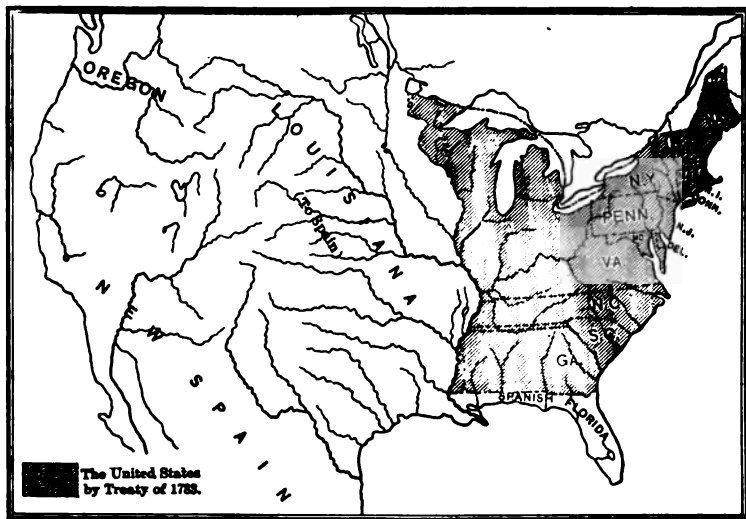 OREGON
LOUISIANA
To Spain
NEW SPAIN
N.Y.
PENN.
R.I.
CONN.
N.J.
DEL.
VA
N.C.
S.C.
GA.
SPANISH FLORIDA
The United States
by Treaty of 1783.